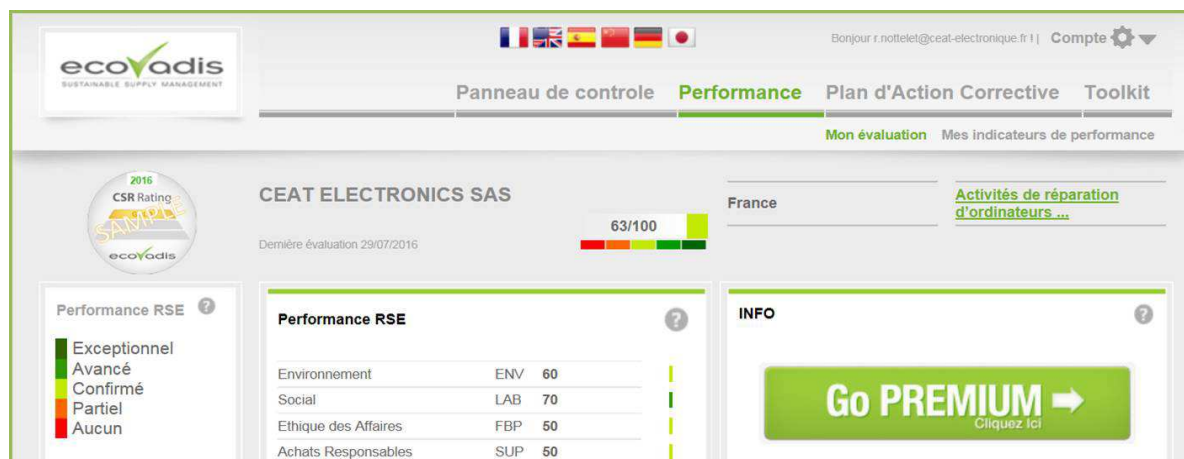 ecovadis
SUSTAINABLE SUPPLY MANAGEMENT
Bonjour r.nottelet@ceat-electronique.fr ! | Compte
Panneau de controle Performance Plan d'Action Corrective Toolkit
Mon évaluation Mes indicateurs de performance
2016
CSR Rating
SAMPLE
ecovadis
CEAT ELECTRONICS SAS
63/100
Dernière évaluation 29/07/2016
France
Activités de réparation
d'ordinateurs ...
Performance RSE ?
Exceptionnel
Avancé
Confirmé
Partiel
Aucun
Performance RSE ?
Environnement ENV 60
Social LAB 70
Ethique des Affaires FBP 50
Achats Responsables SUP 50
INFO ?
Go PREMIUM
Cliquez Ici